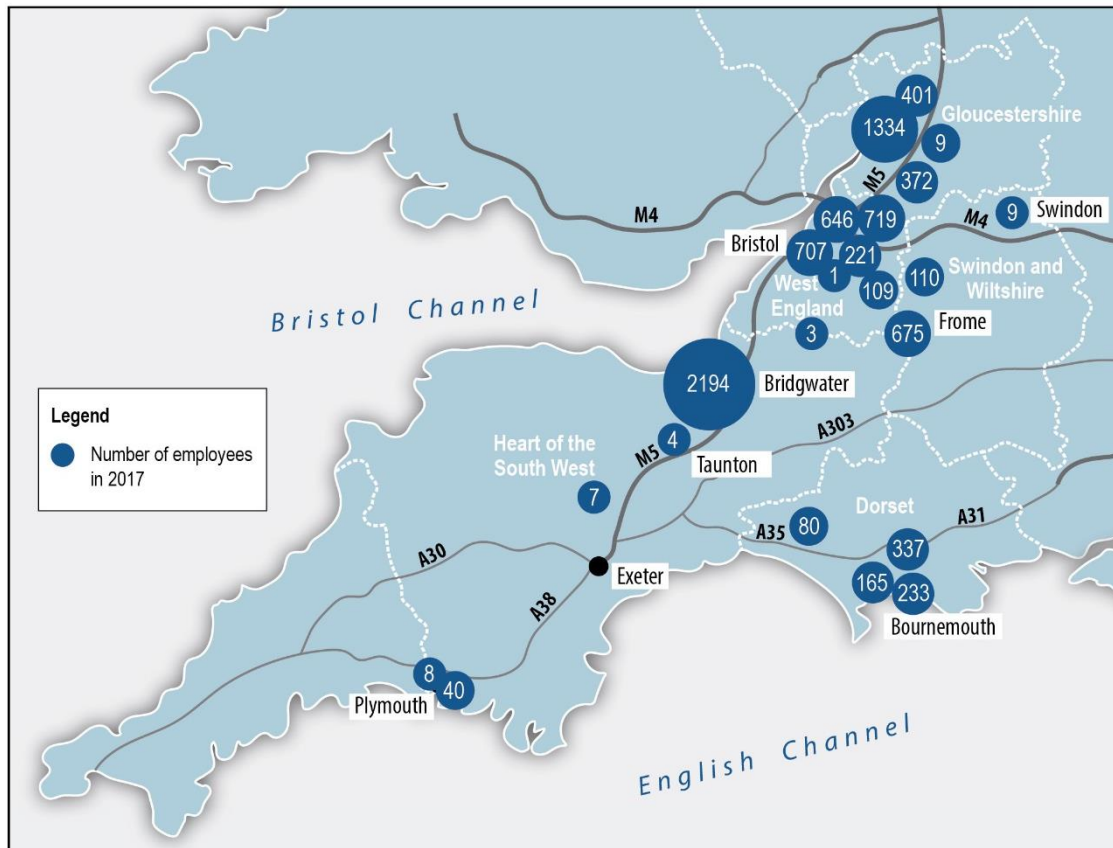 401
1334
Gloucestershire
9
M5
372
M4
646
719
9
Swindon
M4
Bristol
707
221
1
West
England
109
110
Swindon and
Wiltshire
Bristol Channel
3
675
Frome
2194
Bridgwater
Legend
Number of employees
in 2017
Heart of the
South West
4
M5
Taunton
A303
7
80
Dorset
A35
A31
337
A30
Exeter
165
233
A38
Bournemouth
8
40
Plymouth
English Channel